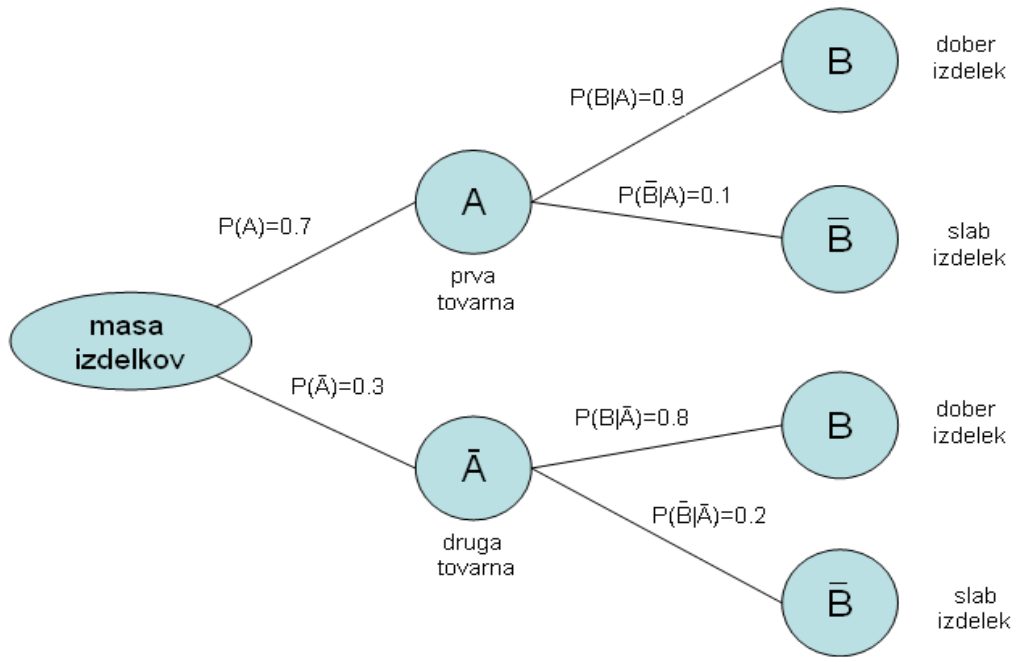 masa
izdelkov
P(A)=0.7
A
prva
tovarna
P(B|A)=0.9
B
dober
izdelek
P(B̄|A)=0.1
B̄
slab
izdelek
P(Ā)=0.3
Ā
druga
tovarna
P(B|Ā)=0.8
B
dober
izdelek
P(B̄|Ā)=0.2
B̄
slab
izdelek